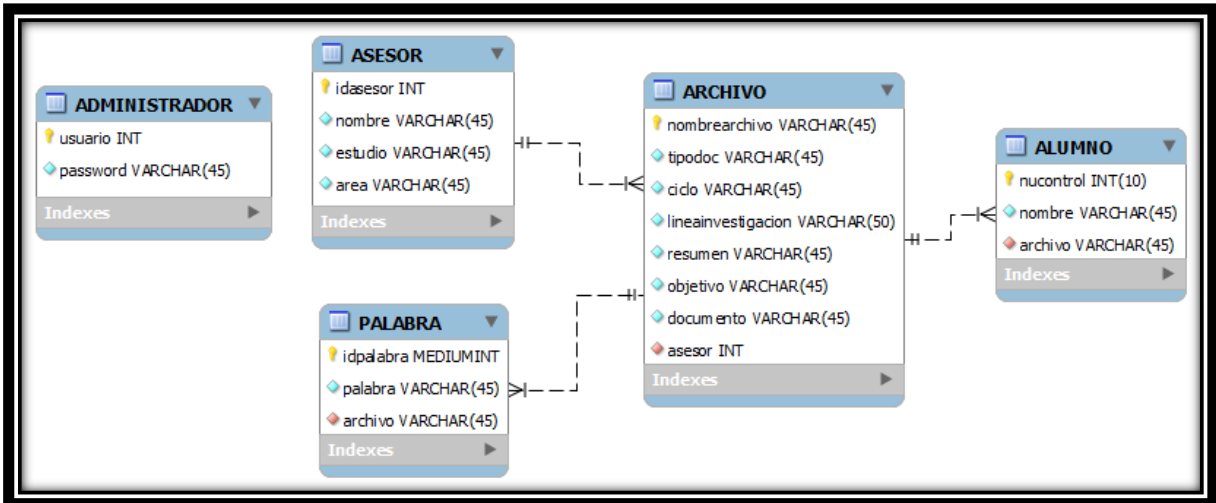 ADMINISTRADOR
usuario INT
password VARCHAR(45)
Indexes
ASESOR
idasesor INT
nombre VARCHAR(45)
estudio VARCHAR(45)
area VARCHAR(45)
Indexes
PALABRA
idpalabra MEDIUMINT
palabra VARCHAR(45)
archivo VARCHAR(45)
Indexes
ARCHIVO
nombrearchivo VARCHAR(45)
tipodoc VARCHAR(45)
ciclo VARCHAR(45)
lineainvestigacion VARCHAR(50)
resumen VARCHAR(45)
objetivo VARCHAR(45)
documento VARCHAR(45)
asesor INT
Indexes
ALUMNO
nucontrol INT(10)
nombre VARCHAR(45)
archivo VARCHAR(45)
Indexes